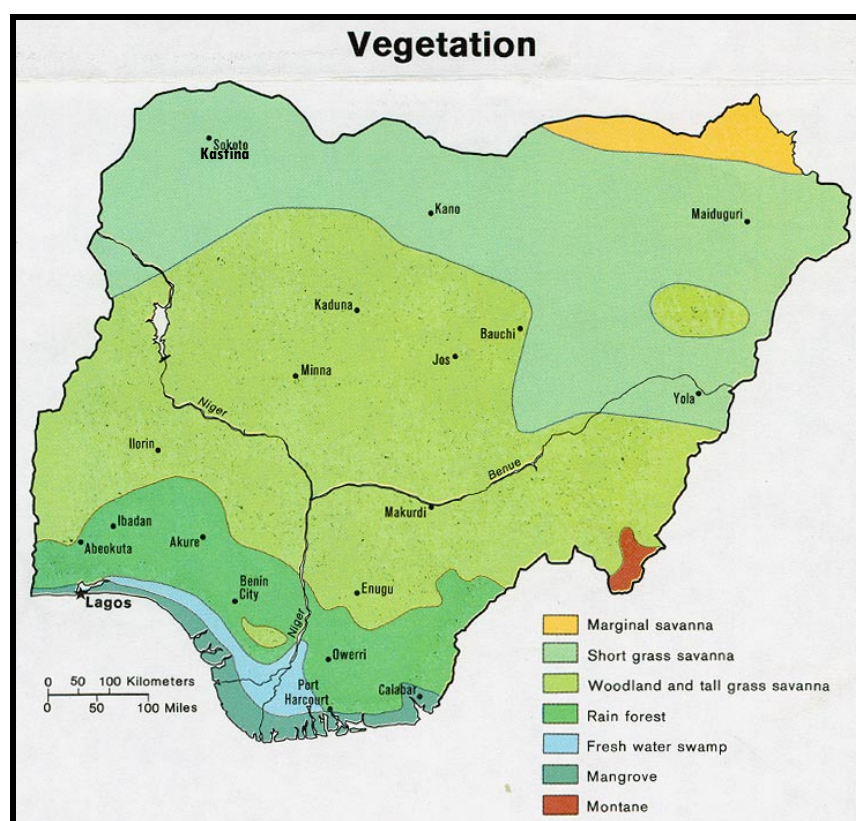 Vegetation
Sokoto
Kastina
Kano
Maiduguri
Kaduna
Bauchi
Jos
Minna
Yola
Niger
Ilorin
Benue
Makurdi
Ibadan
Abeokuta
Akure
Benin
City
Enugu
Lagos
Niger
Owerri
Port
Harcourt
Calabar
0 50 100 Kilometers
0 50 100 Miles
Marginal savanna
Short grass savanna
Woodland and tall grass savanna
Rain forest
Fresh water swamp
Mangrove
Montane